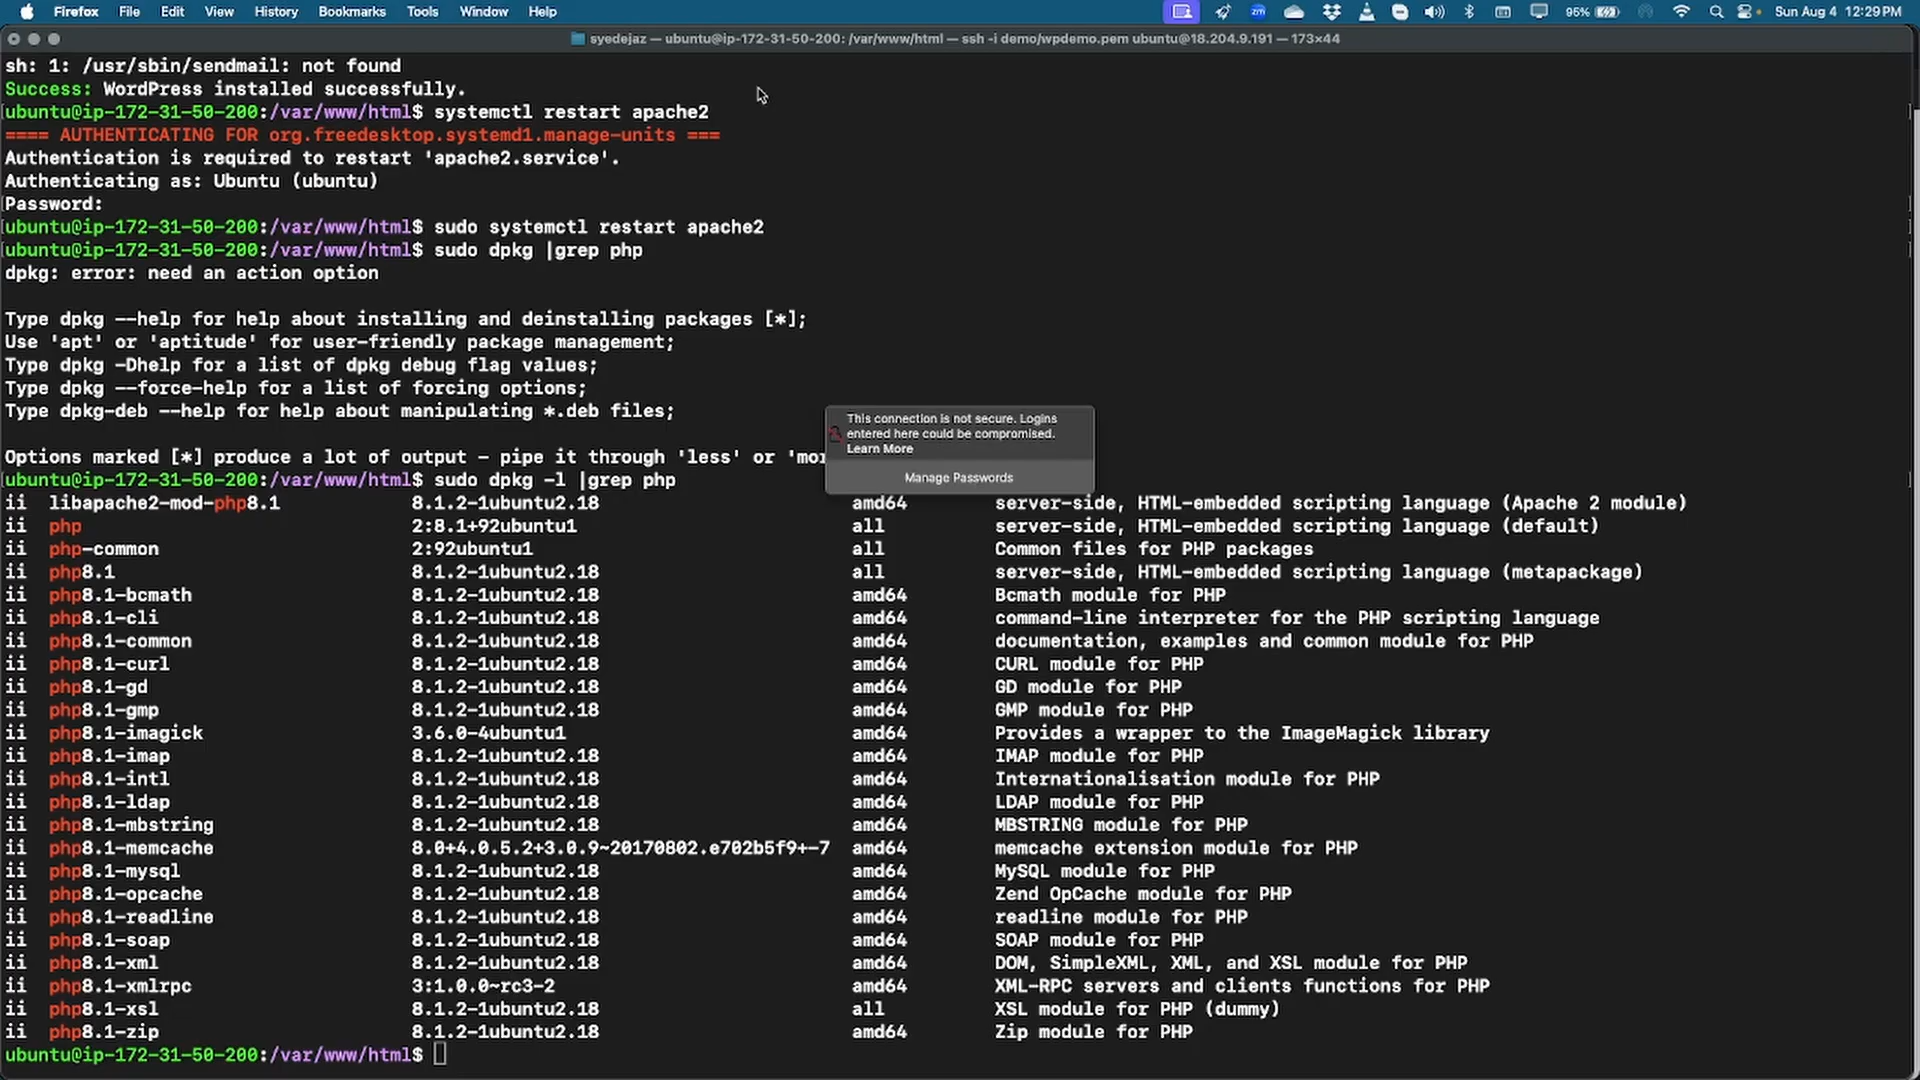 Firefox File Edit View History Bookmarks Tools Window Help zm 95% Sun Aug 4 12:29 PM
syedejaz — ubuntu@ip-172-31-50-200: /var/www/html — ssh -i demo/wpdemo.pem ubuntu@18.204.9.191 — 173×44
sh: 1: /usr/sbin/sendmail: not found
Success: WordPress installed successfully.
ubuntu@ip-172-31-50-200:/var/www/html$ systemctl restart apache2
==== AUTHENTICATING FOR org.freedesktop.systemd1.manage-units ===
Authentication is required to restart 'apache2.service'.
Authenticating as: Ubuntu (ubuntu)
Password:
ubuntu@ip-172-31-50-200:/var/www/html$ sudo systemctl restart apache2
ubuntu@ip-172-31-50-200:/var/www/html$ sudo dpkg |grep php
dpkg: error: need an action option
Type dpkg --help for help about installing and deinstalling packages [*];
Use 'apt' or 'aptitude' for user-friendly package management;
Type dpkg -Dhelp for a list of dpkg debug flag values;
Type dpkg --force-help for a list of forcing options;
Type dpkg-deb --help for help about manipulating *.deb files;
Options marked [*] produce a lot of output - pipe it through 'less' or
This connection is not secure. Logins
entered here could be compromised.
Learn More
Manage Passwords
ubuntu@ip-172-31-50-200:/var/www/html$ sudo dpkg -l |grep php
ii libapache2-mod-php8.1 8.1.2-1ubuntu2.18 amd64 server-side, HTML-embedded scripting language (Apache 2 module)
ii php 2:8.1+92ubuntu1 all server-side, HTML-embedded scripting language (default)
ii php-common 2:92ubuntu1 all Common files for PHP packages
ii php8.1 8.1.2-1ubuntu2.18 all server-side, HTML-embedded scripting language (metapackage)
ii php8.1-bcmath 8.1.2-1ubuntu2.18 amd64 Bcmath module for PHP
ii php8.1-cli 8.1.2-1ubuntu2.18 amd64 command-line interpreter for the PHP scripting language
ii php8.1-common 8.1.2-1ubuntu2.18 amd64 documentation, examples and common module for PHP
ii php8.1-curl 8.1.2-1ubuntu2.18 amd64 CURL module for PHP
ii php8.1-gd 8.1.2-1ubuntu2.18 amd64 GD module for PHP
ii php8.1-gmp 8.1.2-1ubuntu2.18 amd64 GMP module for PHP
ii php8.1-imagick 3.6.0-4ubuntu1 amd64 Provides a wrapper to the ImageMagick library
ii php8.1-imap 8.1.2-1ubuntu2.18 amd64 IMAP module for PHP
ii php8.1-intl 8.1.2-1ubuntu2.18 amd64 Internationalisation module for PHP
ii php8.1-ldap 8.1.2-1ubuntu2.18 amd64 LDAP module for PHP
ii php8.1-mbstring 8.1.2-1ubuntu2.18 amd64 MBSTRING module for PHP
ii php8.1-memcache 8.0+4.0.5.2+3.0.9~20170802.e702b5f9+-7 amd64 memcache extension module for PHP
ii php8.1-mysql 8.1.2-1ubuntu2.18 amd64 MySQL module for PHP
ii php8.1-opcache 8.1.2-1ubuntu2.18 amd64 Zend OpCache module for PHP
ii php8.1-readline 8.1.2-1ubuntu2.18 amd64 readline module for PHP
ii php8.1-soap 8.1.2-1ubuntu2.18 amd64 SOAP module for PHP
ii php8.1-xml 8.1.2-1ubuntu2.18 amd64 DOM, SimpleXML, XML, and XSL module for PHP
ii php8.1-xmlrpc 3:1.0.0~rc3-2 amd64 XML-RPC servers and clients functions for PHP
ii php8.1-xsl 8.1.2-1ubuntu2.18 all XSL module for PHP (dummy)
ii php8.1-zip 8.1.2-1ubuntu2.18 amd64 Zip module for PHP
ubuntu@ip-172-31-50-200:/var/www/html$